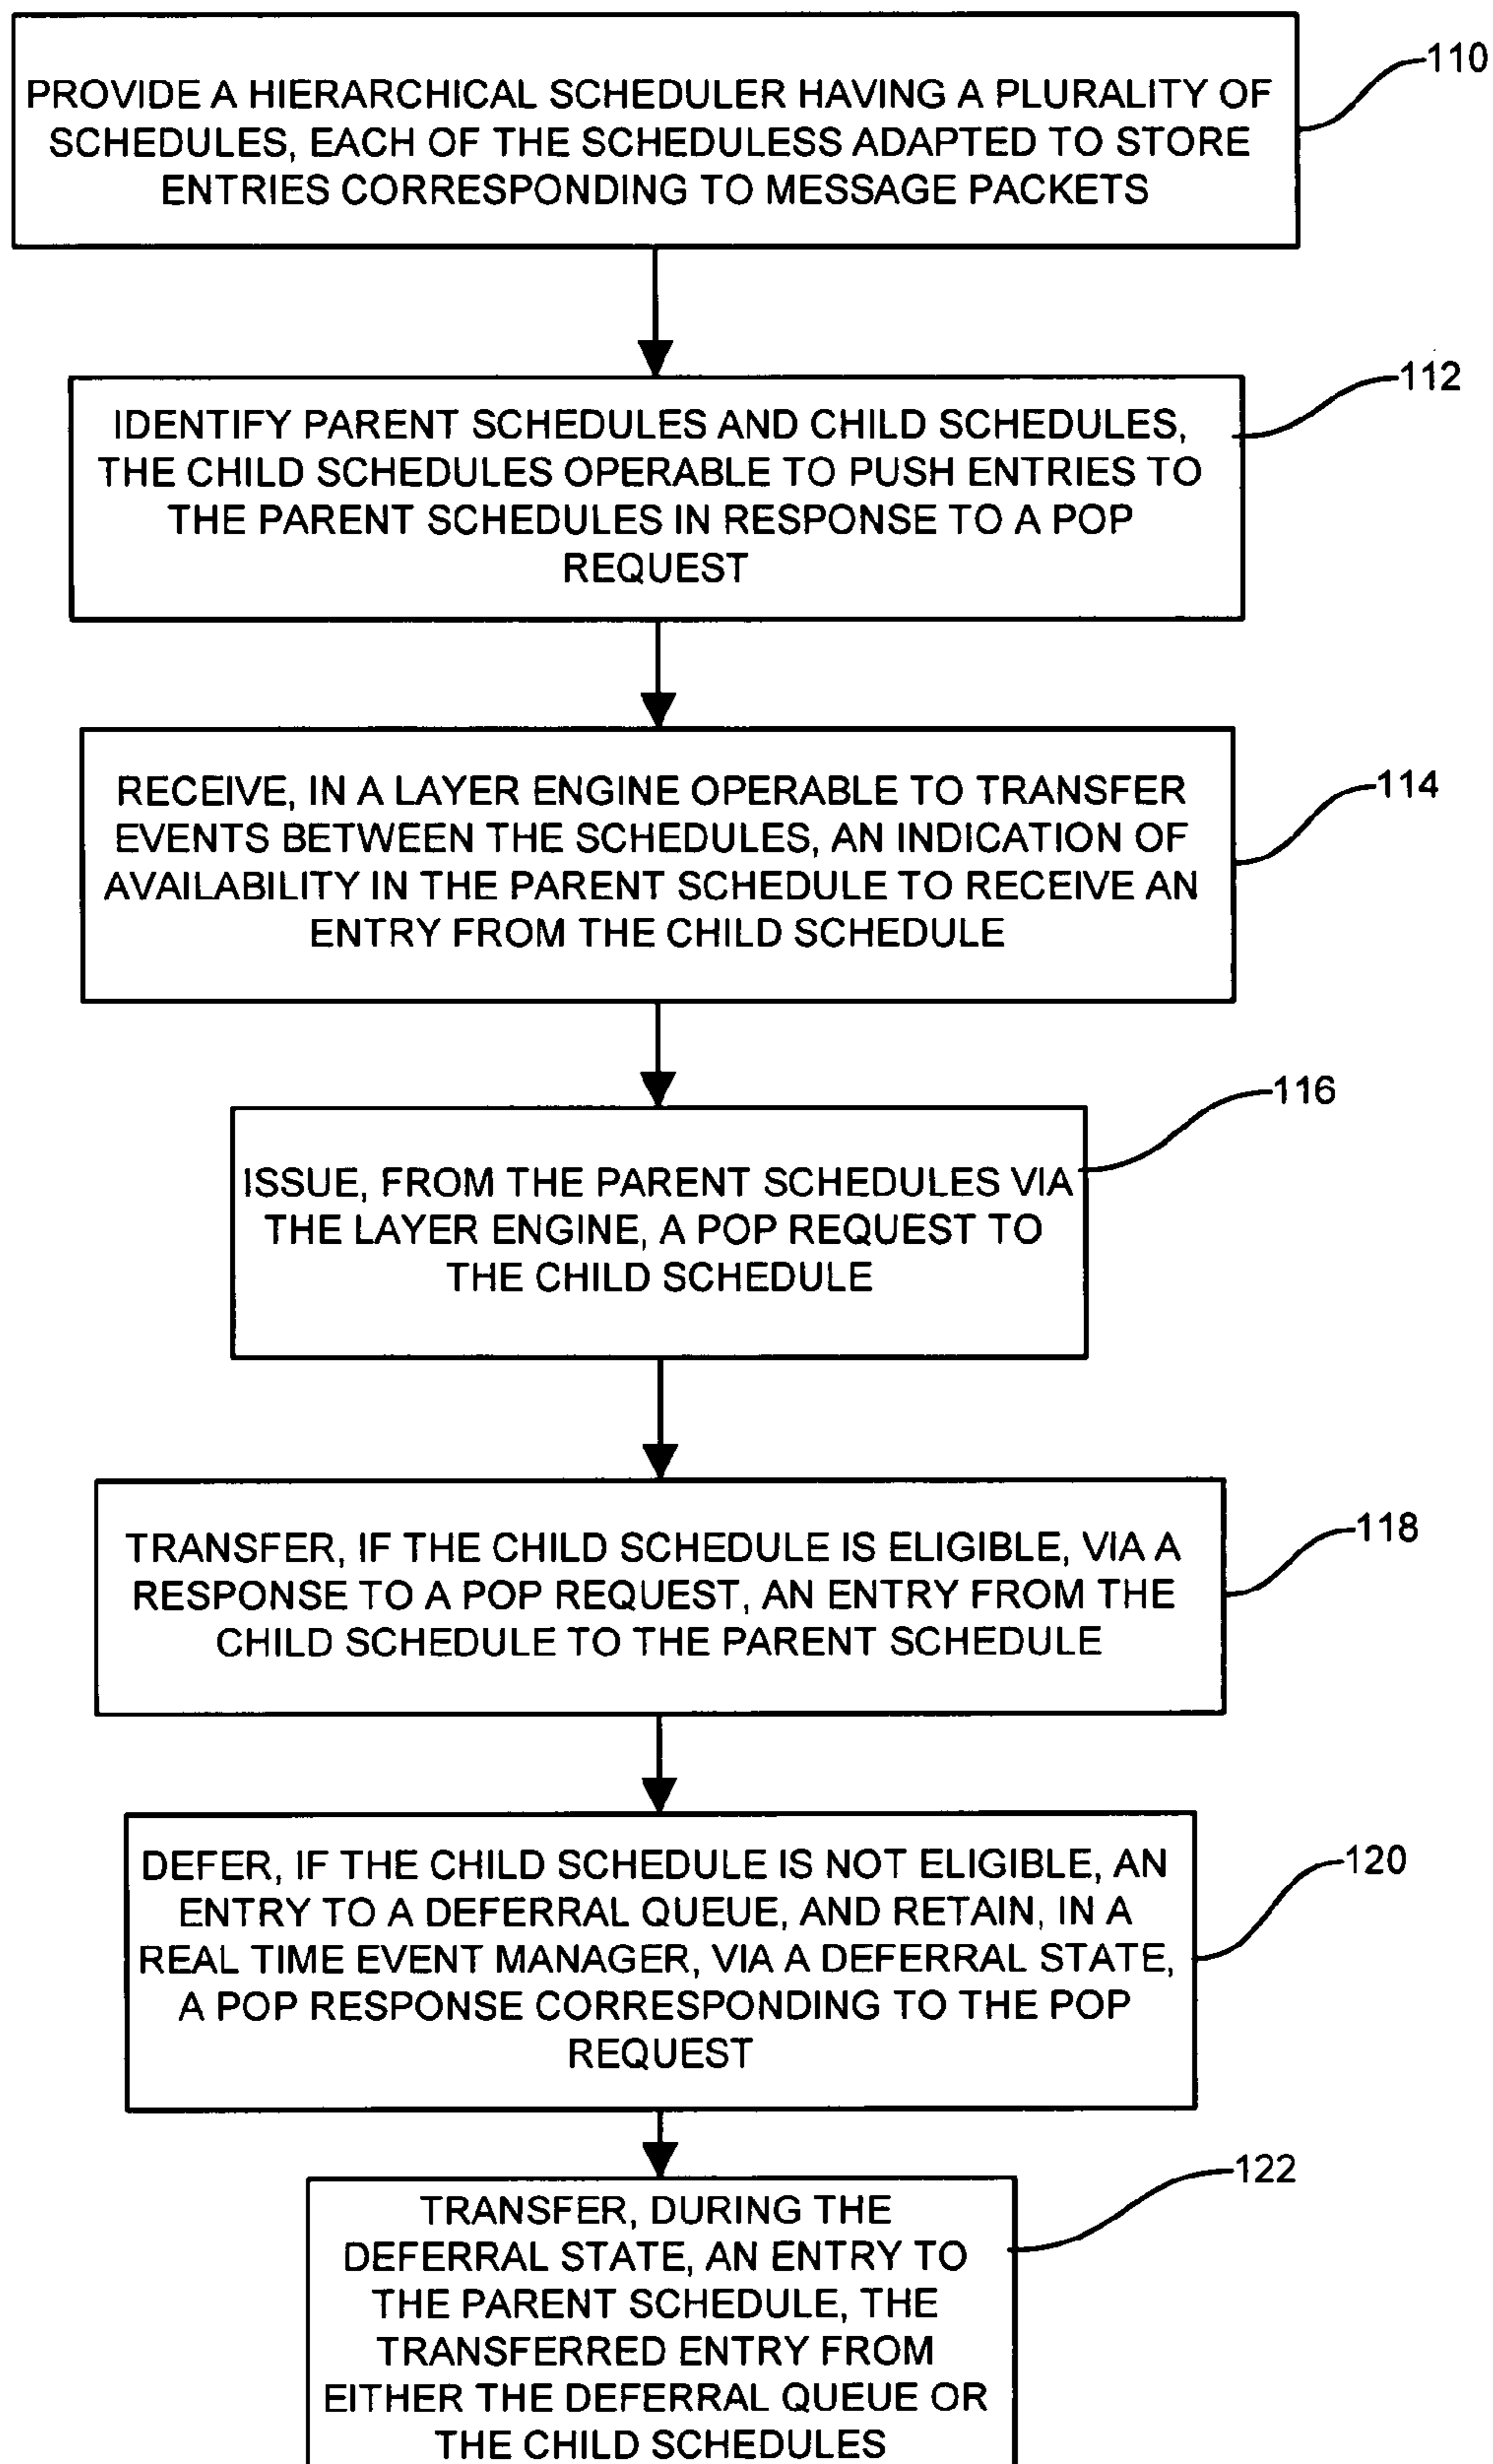 110
PROVIDE A HIERARCHICAL SCHEDULER HAVING A PLURALITY OF
SCHEDULES, EACH OF THE SCHEDULESS ADAPTED TO STORE
ENTRIES CORRESPONDING TO MESSAGE PACKETS
112
IDENTIFY PARENT SCHEDULES AND CHILD SCHEDULES,
THE CHILD SCHEDULES OPERABLE TO PUSH ENTRIES TO
THE PARENT SCHEDULES IN RESPONSE TO A POP
REQUEST
114
RECEIVE, IN A LAYER ENGINE OPERABLE TO TRANSFER
EVENTS BETWEEN THE SCHEDULES, AN INDICATION OF
AVAILABILITY IN THE PARENT SCHEDULE TO RECEIVE AN
ENTRY FROM THE CHILD SCHEDULE
116
ISSUE, FROM THE PARENT SCHEDULES VIA
THE LAYER ENGINE, A POP REQUEST TO
THE CHILD SCHEDULE
118
TRANSFER, IF THE CHILD SCHEDULE IS ELIGIBLE, VIA A
RESPONSE TO A POP REQUEST, AN ENTRY FROM THE
CHILD SCHEDULE TO THE PARENT SCHEDULE
120
DEFER, IF THE CHILD SCHEDULE IS NOT ELIGIBLE, AN
ENTRY TO A DEFERRAL QUEUE, AND RETAIN, IN A
REAL TIME EVENT MANAGER, VIA A DEFERRAL STATE,
A POP RESPONSE CORRESPONDING TO THE POP
REQUEST
122
TRANSFER, DURING THE
DEFERRAL STATE, AN ENTRY TO
THE PARENT SCHEDULE, THE
TRANSFERRED ENTRY FROM
EITHER THE DEFERRAL QUEUE OR
THE CHILD SCHEDULES